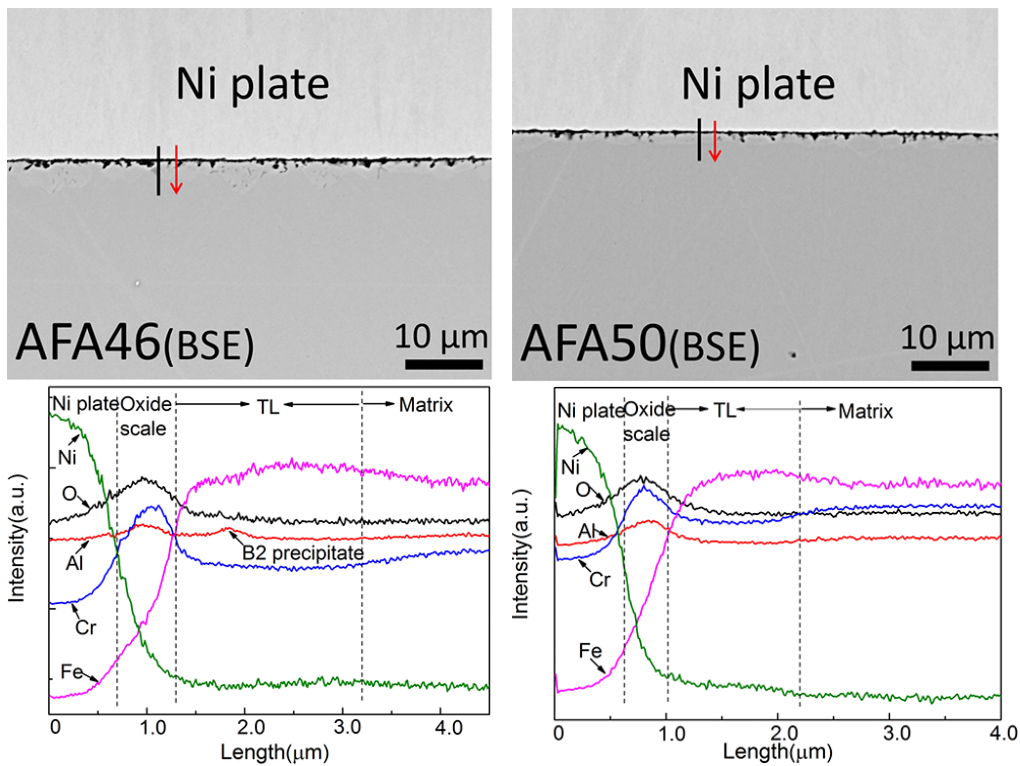 Ni plate
AFA46(BSE)
10 μm
Ni plate
AFA50(BSE)
10 μm
Ni plate
Oxide
scale
TL
Matrix
Ni
O
Al
B2 precipitate
Cr
Fe
Intensity(a.u.)
0
1.0
2.0
3.0
4.0
Length(μm)
Ni plate
Oxide
scale
TL
Matrix
Ni
O
Al
Cr
Fe
Intensity(a.u.)
0
1.0
2.0
3.0
4.0
Length(μm)